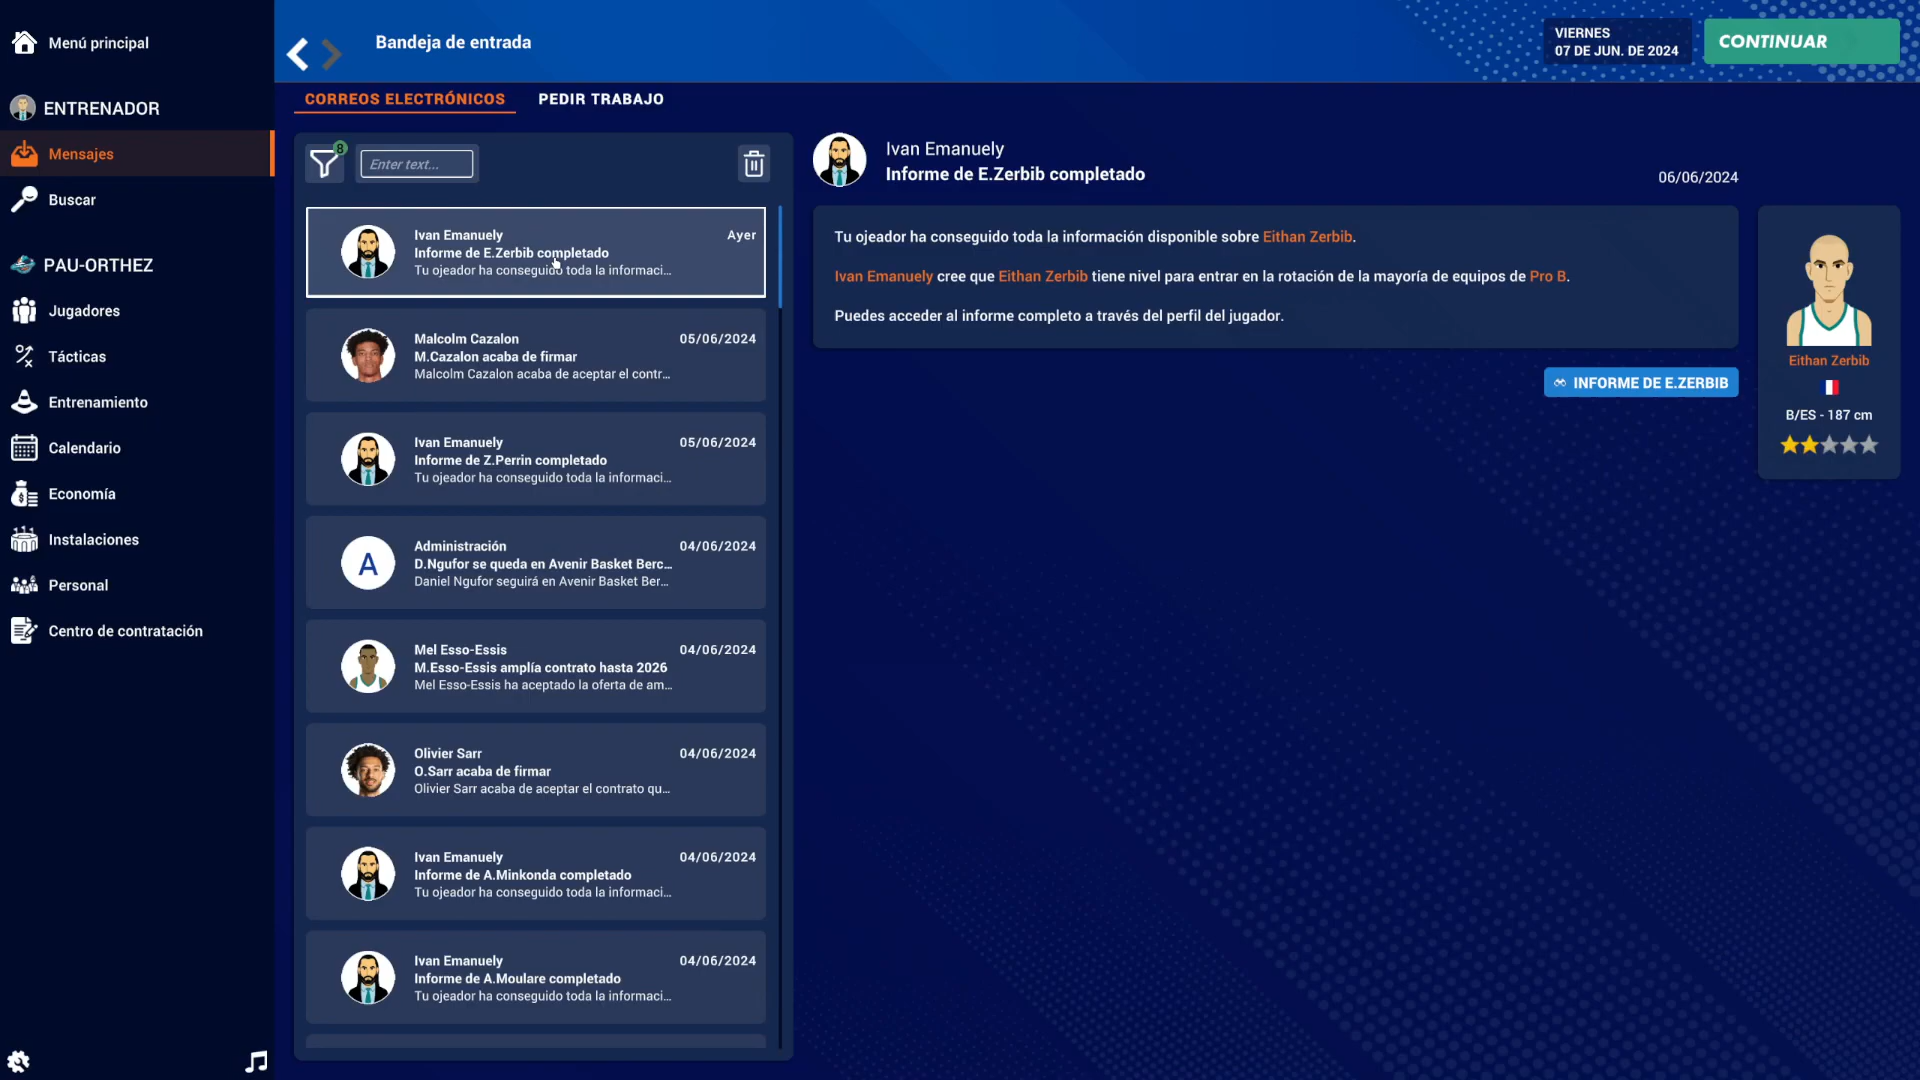 Menú principal
ENTRENADOR
Mensajes
Buscar
PAU-ORTHEZ
Jugadores
Tácticas
Entrenamiento
Calendario
Economía
Instalaciones
Personal
Centro de contratación
Bandeja de entrada
VIERNES
07 DE JUN. DE 2024
CONTINUAR
CORREOS ELECTRÓNICOS
PEDIR TRABAJO
8
Enter text...
Ivan Emanuely
Ayer
Informe de E.Zerbib completado
Tu ojeador ha conseguido toda la informaci...
Malcolm Cazalon
05/06/2024
M.Cazalon acaba de firmar
Malcolm Cazalon acaba de aceptar el contr...
Ivan Emanuely
05/06/2024
Informe de Z.Perrin completado
Tu ojeador ha conseguido toda la informaci...
A
Administración
04/06/2024
D.Ngufor se queda en Avenir Basket Berc...
Daniel Ngufor seguirá en Avenir Basket Ber...
Mel Esso-Essis
04/06/2024
M.Esso-Essis amplía contrato hasta 2026
Mel Esso-Essis ha aceptado la oferta de am...
Olivier Sarr
04/06/2024
O.Sarr acaba de firmar
Olivier Sarr acaba de aceptar el contrato qu...
Ivan Emanuely
04/06/2024
Informe de A.Minkonda completado
Tu ojeador ha conseguido toda la informaci...
Ivan Emanuely
04/06/2024
Informe de A.Moulare completado
Tu ojeador ha conseguido toda la informaci...
Ivan Emanuely
Informe de E.Zerbib completado
06/06/2024
Tu ojeador ha conseguido toda la información disponible sobre Eithan Zerbib.
Ivan Emanuely cree que Eithan Zerbib tiene nivel para entrar en la rotación de la mayoría de equipos de Pro B.
Puedes acceder al informe completo a través del perfil del jugador.
INFORME DE E.ZERBIB
Eithan Zerbib
B/ES - 187 cm